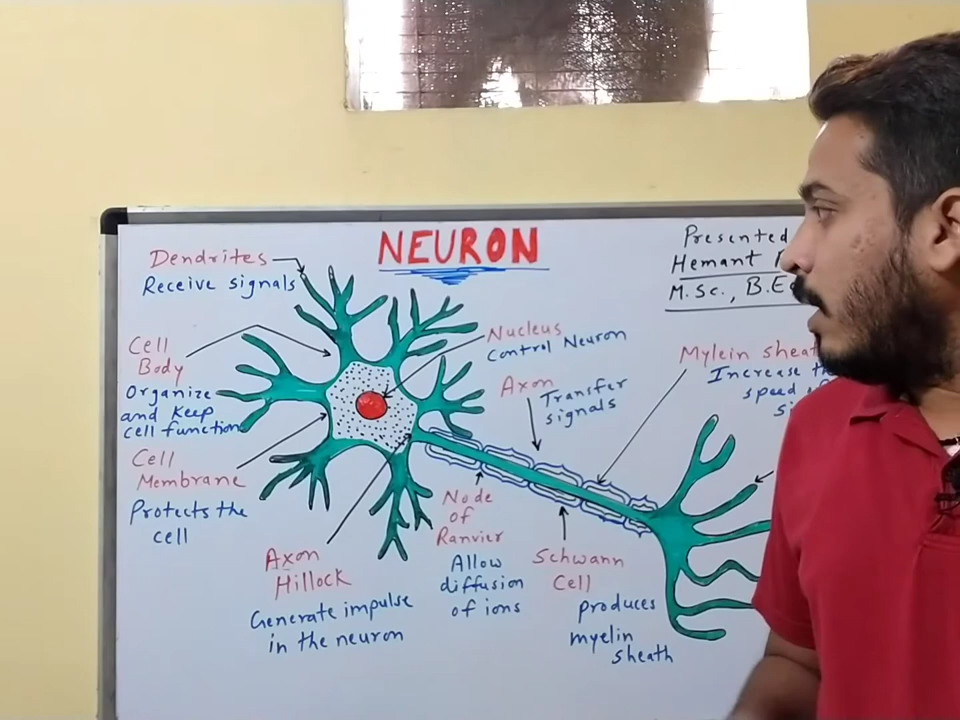 NEURON
Presented
Hemant
M.Sc., B.Ed
Dendrites
Receive signals
Cell
Body
Organize
and keep
cell function
Cell
Membrane
Protects the
cell
Nucleus
Control Neuron
Axon
Transfer
signals
Mylein sheat
Increase
speed
Axon
Hillock
Generate impulse
in the neuron
Node
of
Ranvier
Allow
diffusion
of ions
Schwann
Cell
produces
myelin
sheath